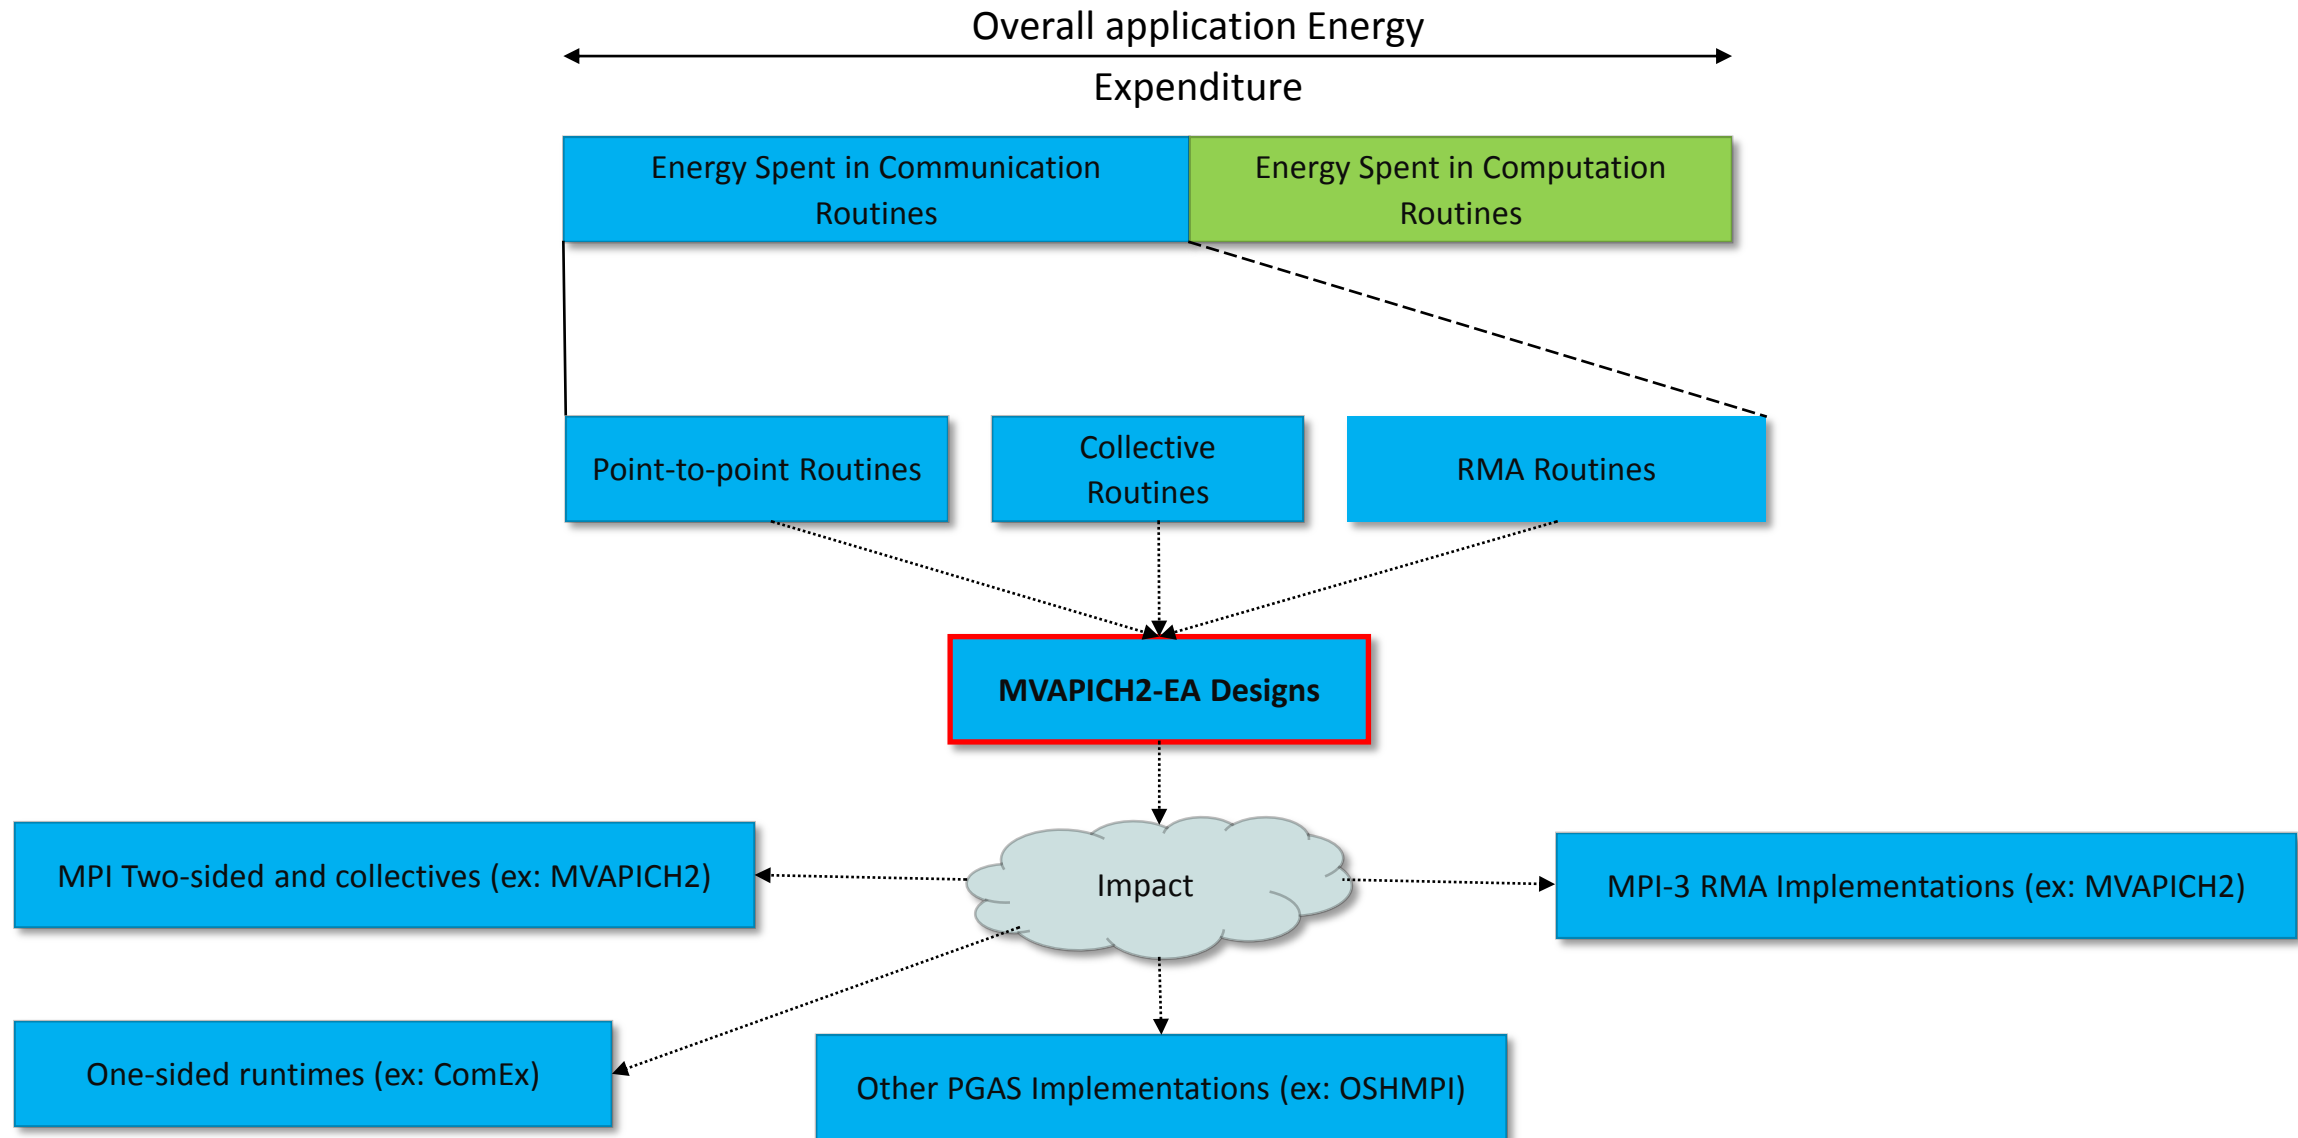 Overall application Energy
Expenditure
Energy Spent in Communication
Routines
Energy Spent in Computation
Routines
Point-to-point Routines
Collective
Routines
RMA Routines
MVAPICH2-EA Designs
MPI Two-sided and collectives (ex: MVAPICH2)
Impact
MPI-3 RMA Implementations (ex: MVAPICH2)
One-sided runtimes (ex: ComEx)
Other PGAS Implementations (ex: OSHMPI)